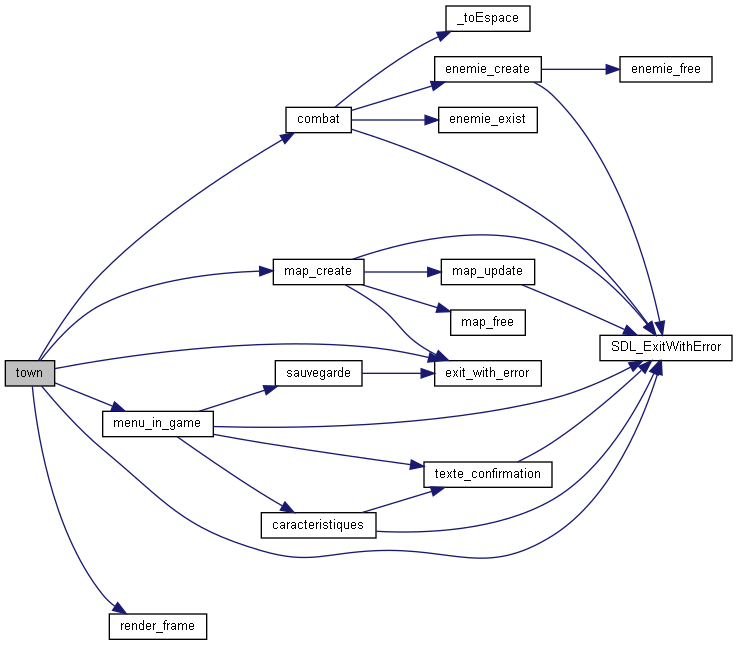 _toEspace
enemie_create
enemie_free
combat
enemie_exist
map_create
map_update
map_free
SDL_ExitWithError
town
sauvegarde
exit_with_error
menu_in_game
texte_confirmation
caracteristiques
render_frame